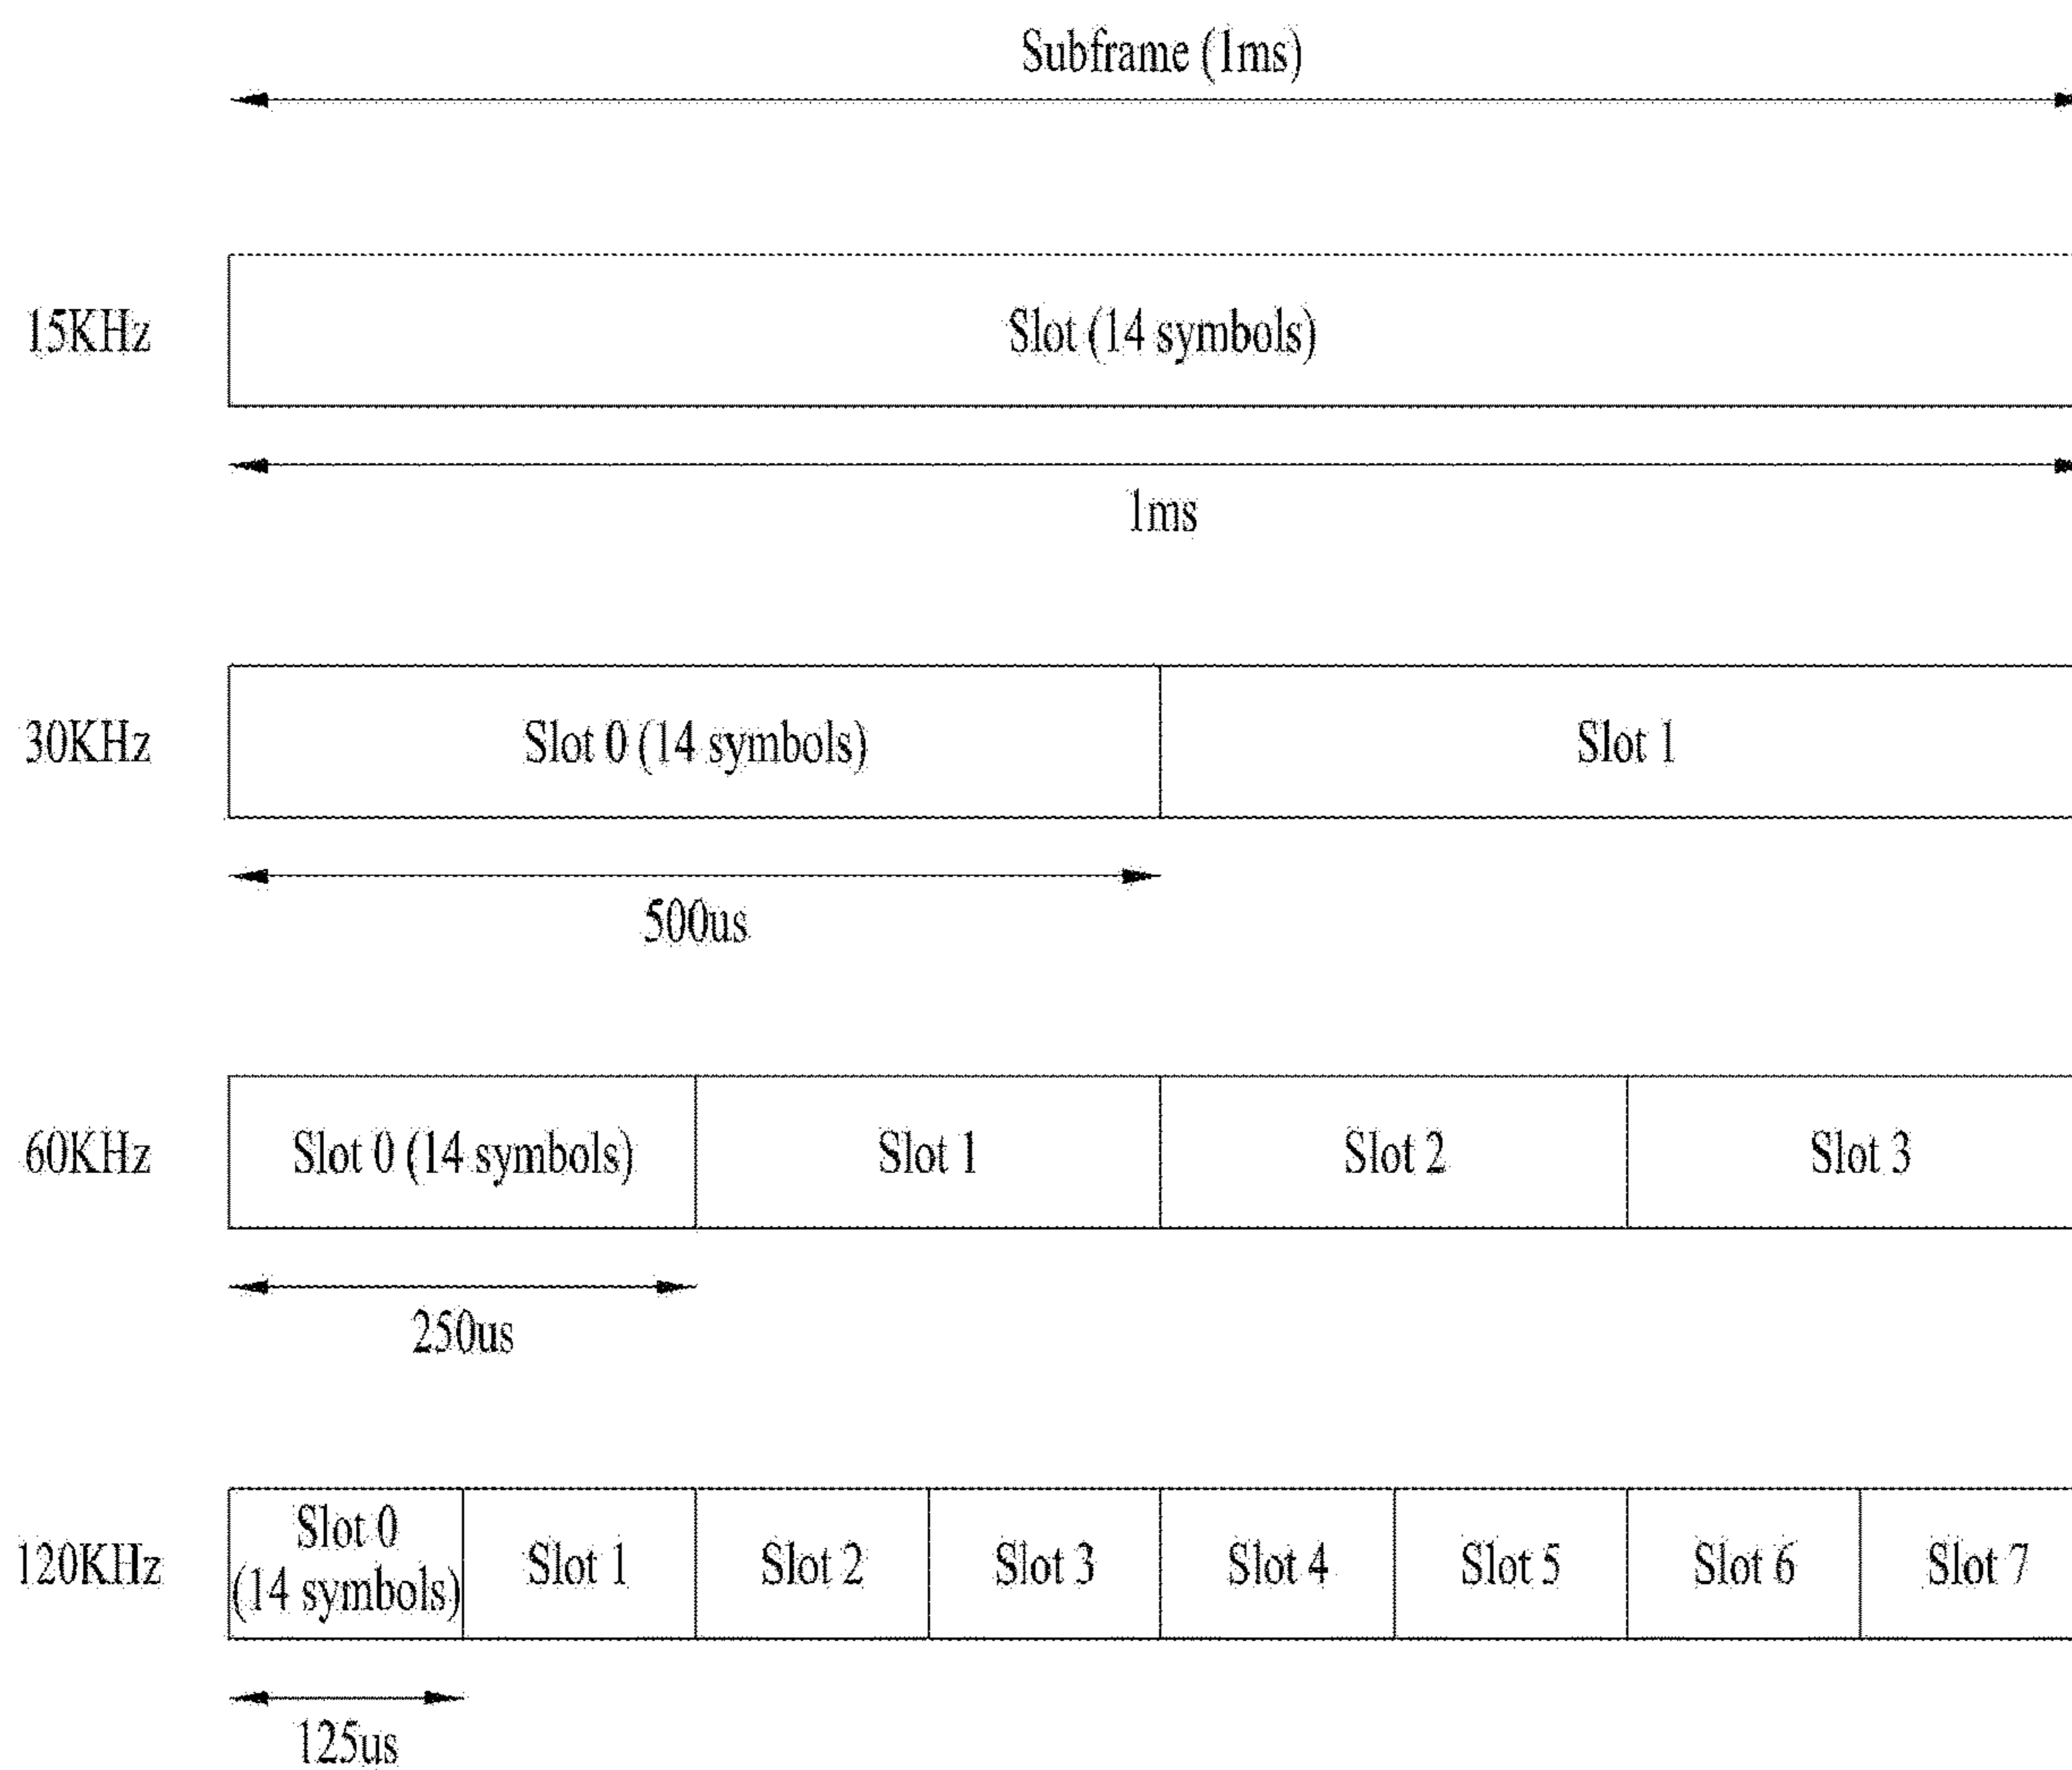 Subframe (1ms)
15KHz
Slot (14 symbols)
1ms
30KHz
Slot 0 (14 symbols)
Slot 1
500us
60KHz
Slot 0 (14 symbols)
Slot 1
Slot 2
Slot 3
250us
120KHz
Slot 0
(14 symbols)
Slot 1
Slot 2
Slot 3
Slot 4
Slot 5
Slot 6
Slot 7
125us